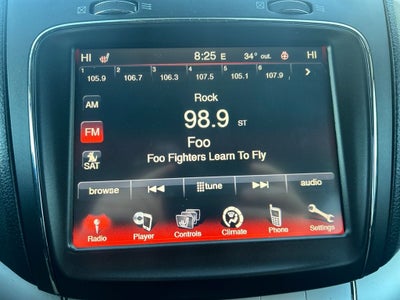 HI 8:25 E 34° out. HI
1 2 3 4 5 6
105.9 106.7 106.3 107.5 105.1 107.9
Rock
AM
98.9 ST
FM
Foo
Foo Fighters Learn To Fly
SAT
browse tune audio
Radio Player Controls Climate Phone Settings